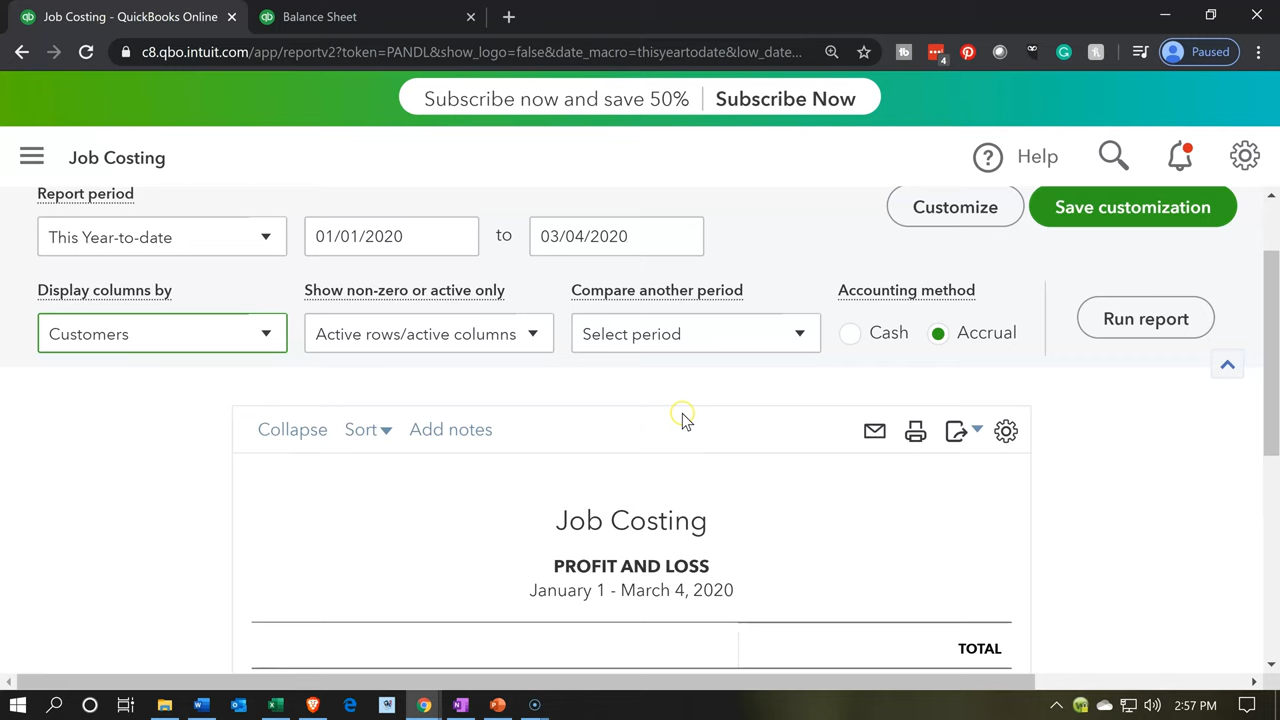 Job Costing - QuickBooks Online
Balance Sheet
c8.qbo.intuit.com/app/reportv2?token=PANDL&show_logo=false&date_macro=thisyeartodate&low_date...
4
Paused
Subscribe now and save 50% | Subscribe Now
Job Costing
Help
Report period
This Year-to-date
01/01/2020
to
03/04/2020
Customize
Save customization
Display columns by
Show non-zero or active only
Compare another period
Accounting method
Customers
Active rows/active columns
Select period
Cash
Accrual
Run report
Collapse
Sort
Add notes
Job Costing
PROFIT AND LOSS
January 1 - March 4, 2020
TOTAL
2:57 PM